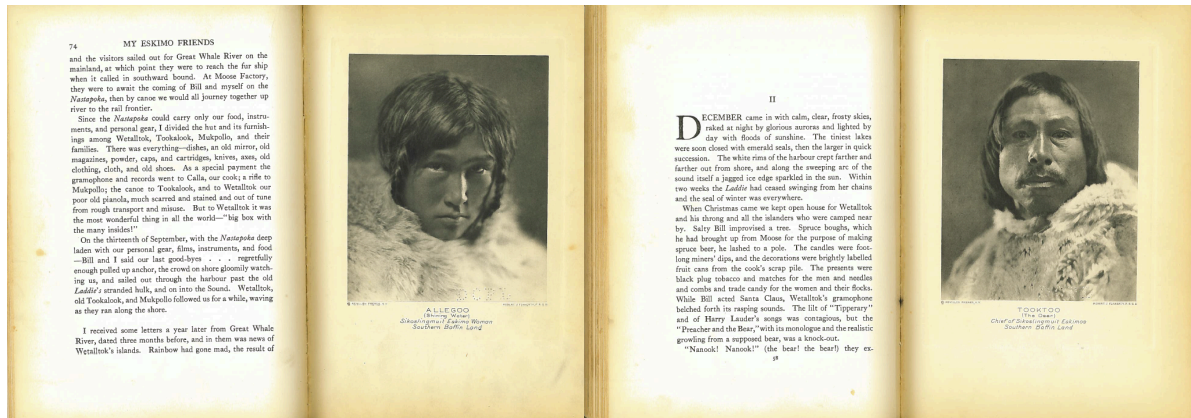 74 MY ESKIMO FRIENDS
and the visitors sailed out for Great Whale River on the
mainland, at which point they were to reach the fur ship
when it called in southward bound. At Moose Factory,
they were to await the coming of Bill and myself on the
Nastapoka, then by canoe we would all journey together up
river to the rail frontier.
Since the Nastapoka could carry only our food, instru-
ments, and personal gear, I divided the hut and its furnish-
ings among Wetalltok, Tookalook, Mukpollo, and their
families. There was everything—dishes, an old mirror, old
magazines, powder, caps, and cartridges, knives, axes, old
clothing, cloth, and old shoes. As a special payment the
gramophone and records went to Calla, our cook; a rifle to
Mukpollo; the canoe to Tookalook, and to Wetalltok our
poor old pianola, much scarred and stained and out of tune
from rough transport and misuse. But to Wetalltok it was
the most wonderful thing in all the world—"big box with
the many insides!"
On the thirteenth of September, with the Nastapoka deep
laden with our personal gear, films, instruments, and food
—Bill and I said our last good-byes . . . regretfully
enough pulled up anchor, the crowd on shore gloomily watch-
ing us, and sailed out through the harbour past the old
Laddie's stranded hulk, and on into the Sound. Wetalltok,
old Tookalook, and Mukpollo followed us for a while, waving
as they ran along the shore.
I received some letters a year later from Great Whale
River, dated three months before, and in them was news of
Wetalltok's islands. Rainbow had gone mad, the result of
ALLEGOO
(Shining Water)
Sikoslingmuit Eskimo Woman
Southern Baffin Land
II
DECEMBER came in with calm, clear, frosty skies,
raked at night by glorious auroras and lighted by
day with floods of sunshine. The tiniest lakes
were soon closed with emerald seals, then the larger in quick
succession. The white rims of the harbour crept farther and
farther out from shore, and along the sweeping arc of the
sound itself a jagged ice edge sparkled in the sun. Within
two weeks the Laddie had ceased swinging from her chains
and the seal of winter was everywhere.
When Christmas came we kept open house for Wetalltok
and his throng and all the islanders who were camped near
by. Salty Bill improvised a tree. Spruce boughs, which
he had brought up from Moose for the purpose of making
spruce beer, he lashed to a pole. The candles were foot-
long miners' dips, and the decorations were brightly labelled
fruit cans from the cook's scrap pile. The presents were
black plug tobacco and matches for the men and needles
and combs and trade candy for the women and their flocks.
While Bill acted Santa Claus, Wetalltok's gramophone
belched forth its rasping sounds. The lilt of "Tipperary"
and of Harry Lauder's songs was contagious, but the
"Preacher and the Bear," with its monologue and the realistic
growling from a supposed bear, was a knock-out.
"Nanook! Nanook!" (the bear! the bear!) they ex-
58
TOOKTOO
(The Deer)
Chief of Sikoslingmuit Eskimos
Southern Baffin Land